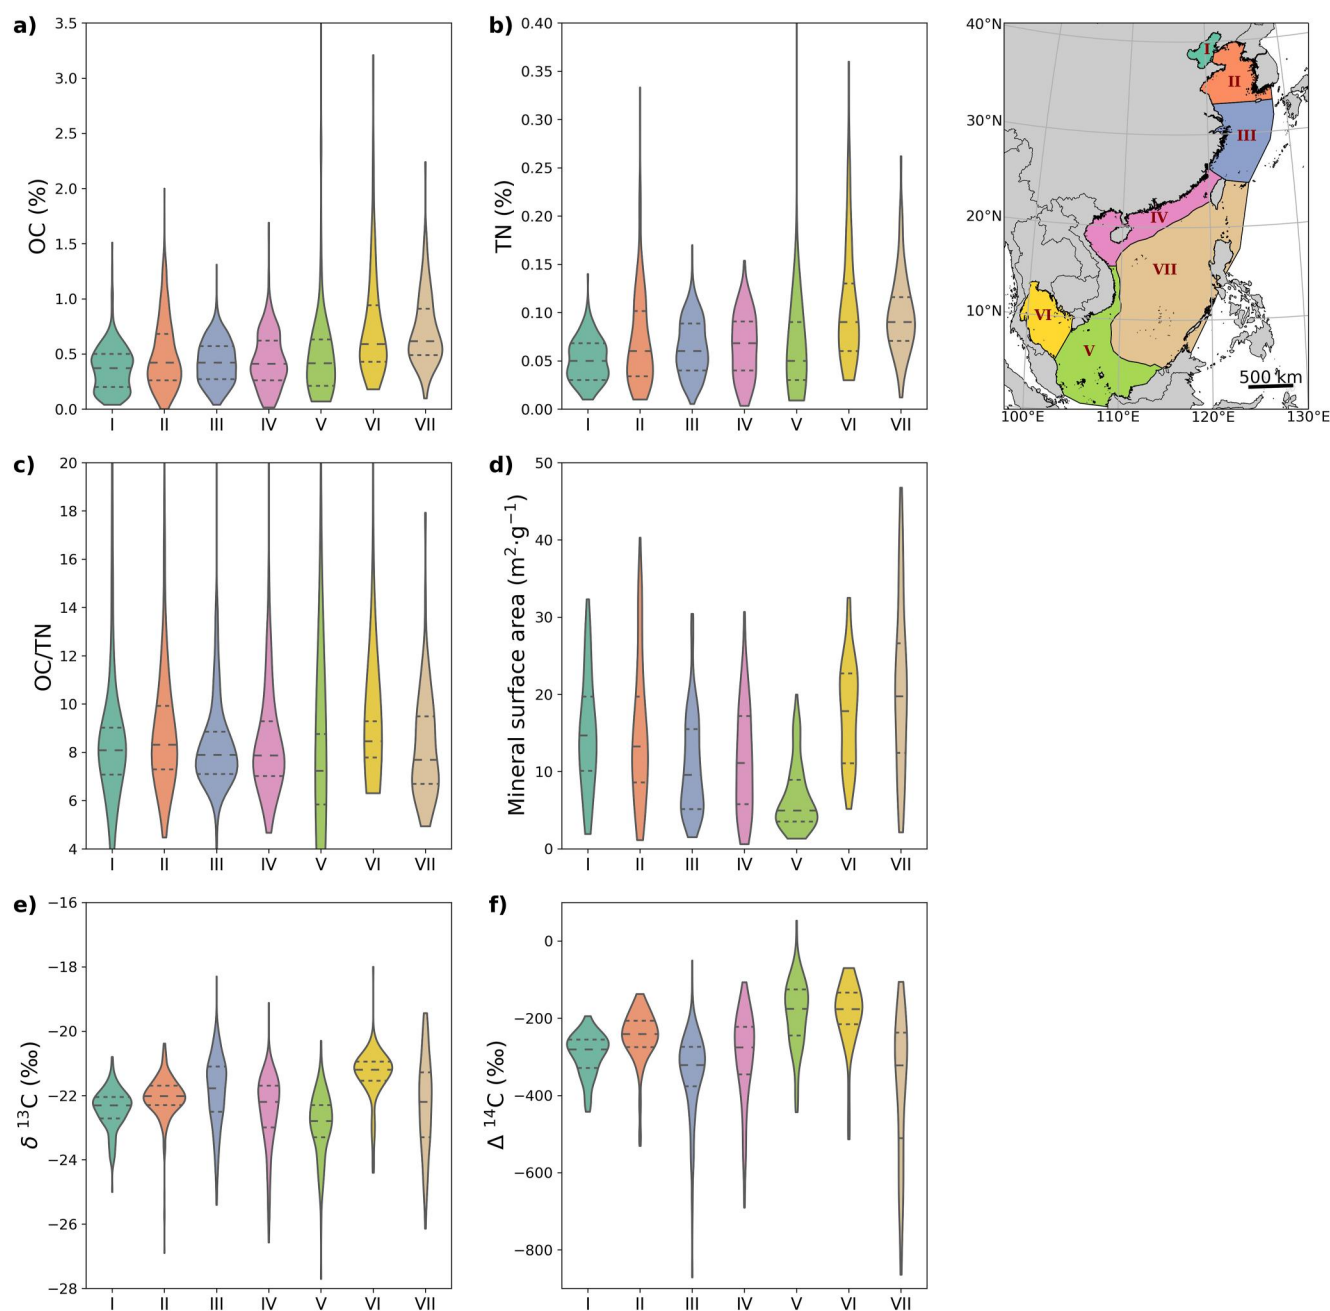 a)
OC (%)
3.5
3.0
2.5
2.0
1.5
1.0
0.5
0.0
I II III IV V VI VII
b)
TN (%)
0.40
0.35
0.30
0.25
0.20
0.15
0.10
0.05
0.00
I II III IV V VI VII
40°N
30°N
20°N
10°N
I
II
III
IV
VII
VI
V
500 km
100°E 110°E 120°E 130°E
c)
OC/TN
20
18
16
14
12
10
8
6
4
I II III IV V VI VII
d)
Mineral surface area (m²·g⁻¹)
50
40
30
20
10
0
I II III IV V VI VII
e)
δ ¹³C (‰)
−16
−18
−20
−22
−24
−26
−28
I II III IV V VI VII
f)
Δ ¹⁴C (‰)
0
−200
−400
−600
−800
I II III IV V VI VII